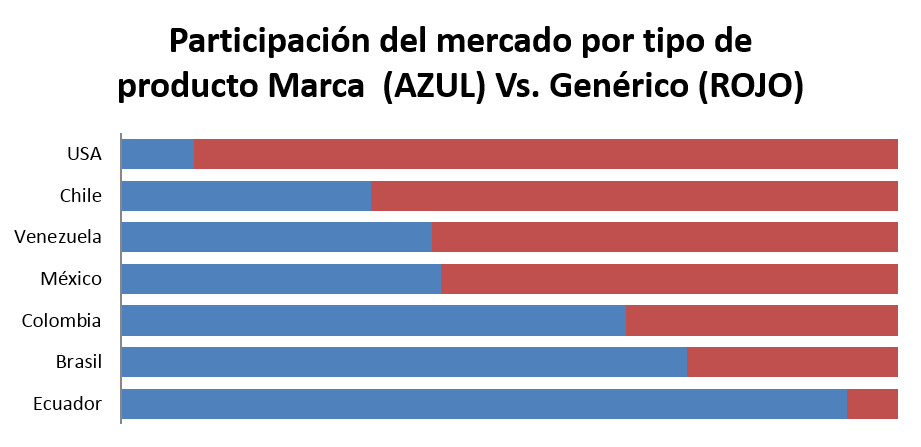 Participación del mercado por tipo de
producto Marca  (AZUL) Vs. Genérico (ROJO)
USA
Chile
Venezuela
México
Colombia
Brasil
Ecuador